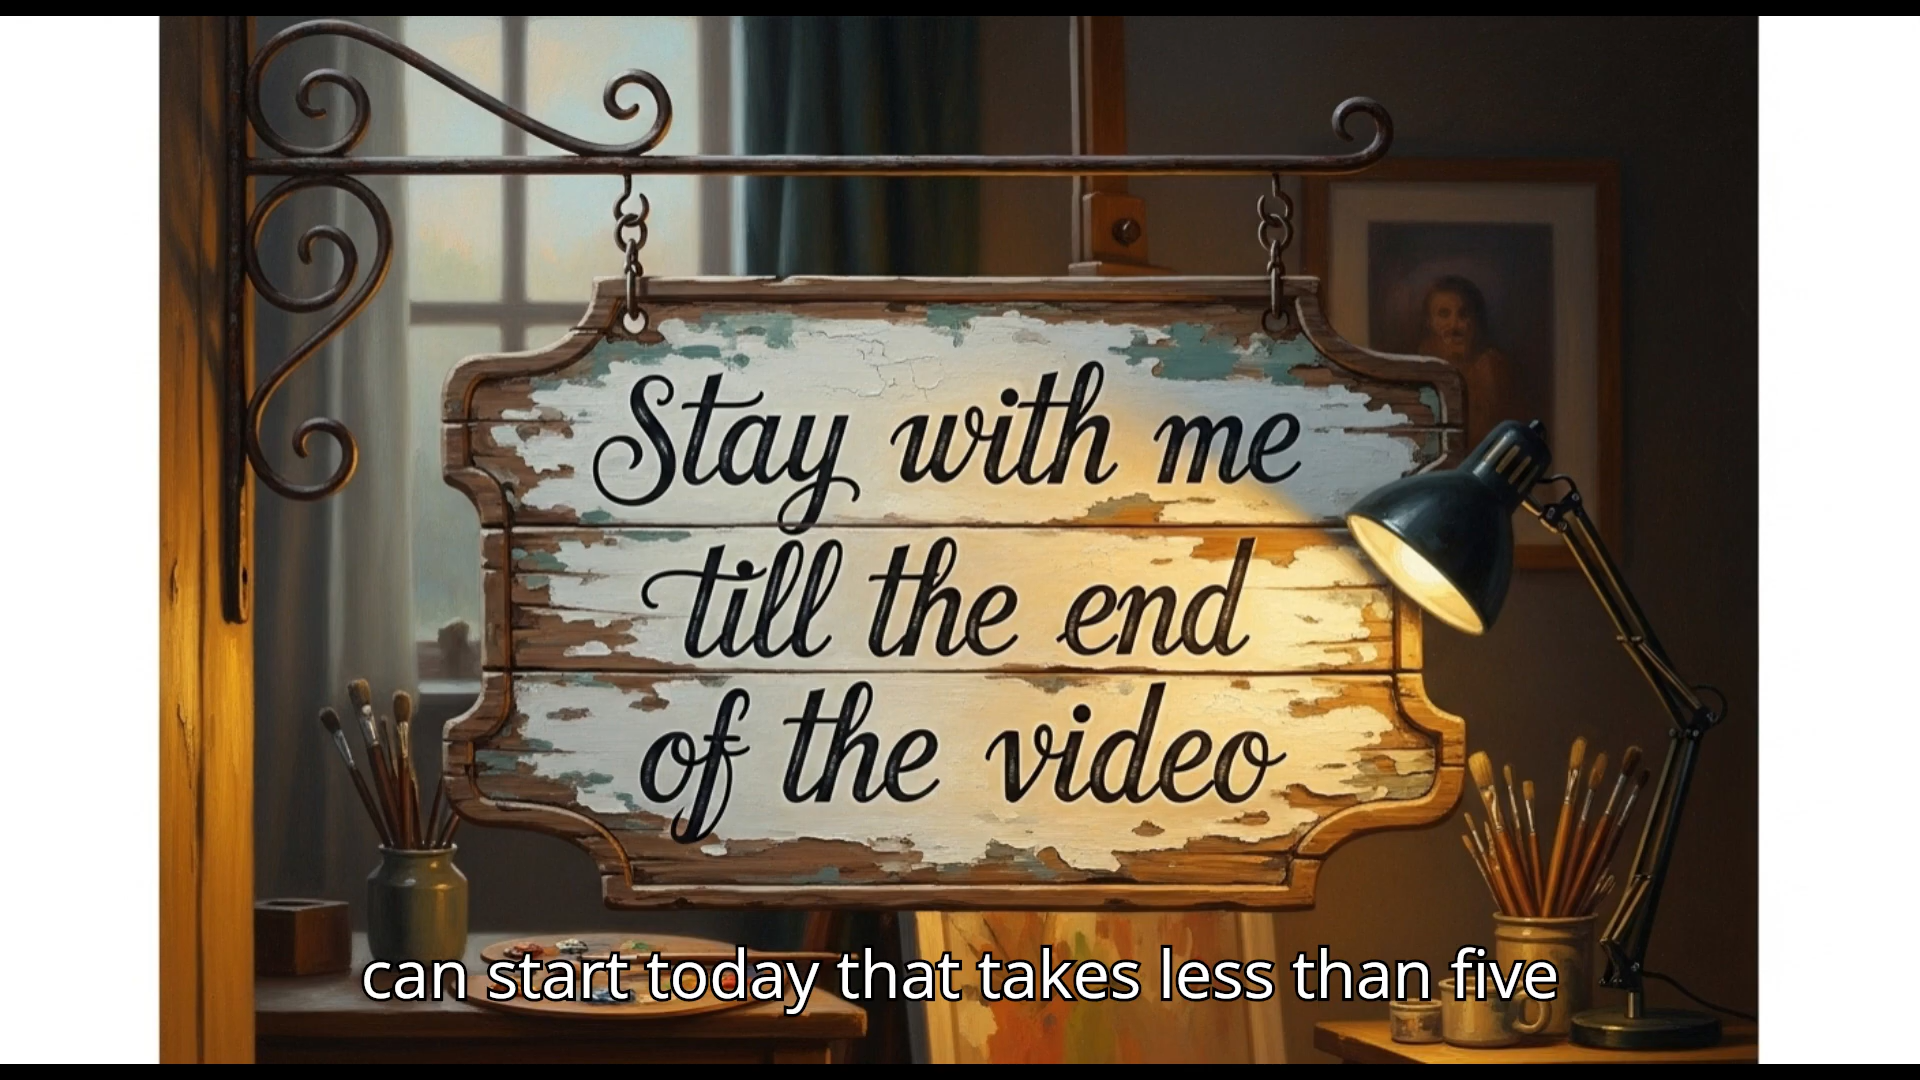 Stay with me
till the end
of the video
can start today that takes less than five